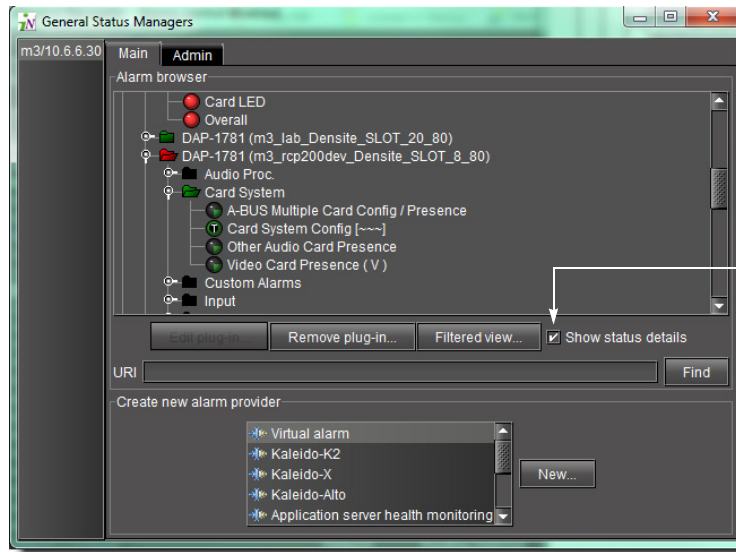 General Status Managers
m3/10.6.6.30
Main Admin
Alarm browser
Card LED
Overall
DAP-1781 (m3_lab_Densite_SLOT_20_80)
DAP-1781 (m3_rcp200dev_Densite_SLOT_8_80)
Audio Proc.
Card System
A-BUS Multiple Card Config / Presence
T Card System Config [~~~]
Other Audio Card Presence
Video Card Presence ( V )
Custom Alarms
Input
Edit plug-in... Remove plug-in... Filtered view... Show status details
URI Find
Create new alarm provider
Virtual alarm
Kaleido-K2
Kaleido-X
Kaleido-Alto
Application server health monitoring
New...